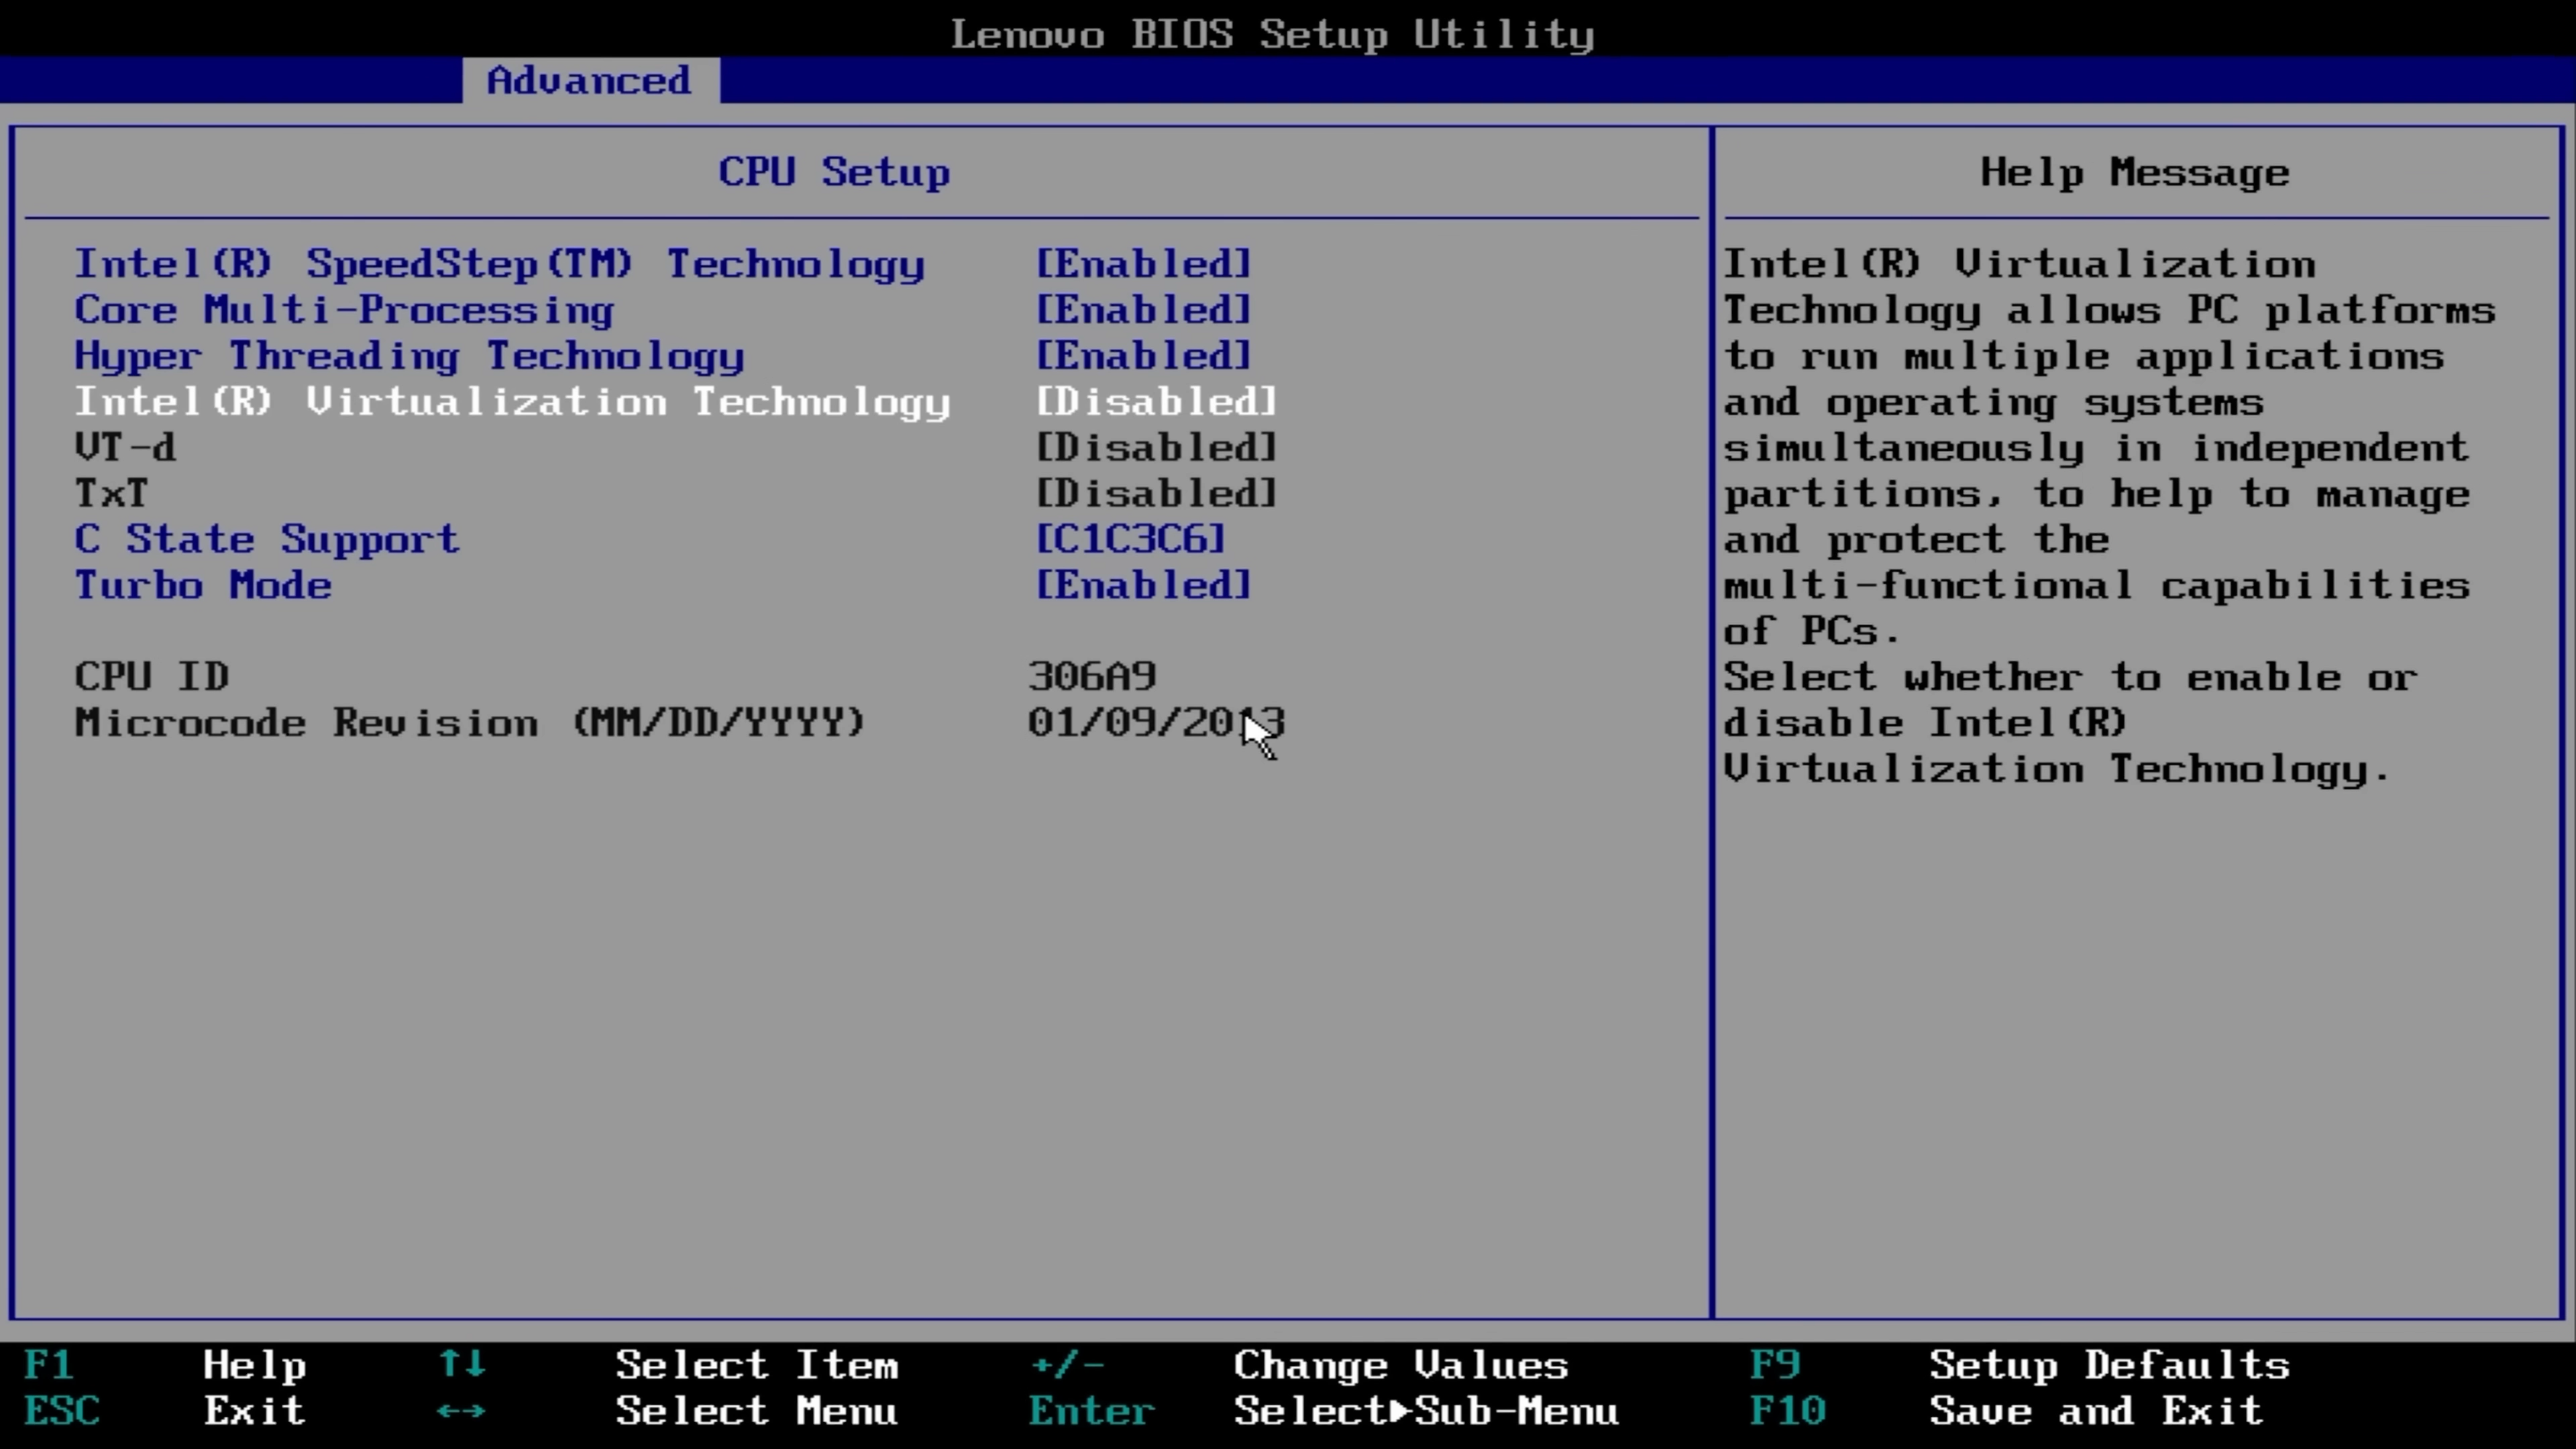 Lenovo BIOS Setup Utility
Advanced
CPU Setup
Intel(R) SpeedStep(TM) Technology [Enabled]
Core Multi-Processing [Enabled]
Hyper Threading Technology [Enabled]
Intel(R) Virtualization Technology [Disabled]
VT-d [Disabled]
TxT [Disabled]
C State Support [C1C3C6]
Turbo Mode [Enabled]
CPU ID 306A9
Microcode Revision (MM/DD/YYYY) 01/09/2013
Help Message
Intel(R) Virtualization
Technology allows PC platforms
to run multiple applications
and operating systems
simultaneously in independent
partitions, to help to manage
and protect the
multi-functional capabilities
of PCs.
Select whether to enable or
disable Intel(R)
Virtualization Technology.
F1 Help ↑↓ Select Item +/- Change Values F9 Setup Defaults
ESC Exit ↔ Select Menu Enter Select▶Sub-Menu F10 Save and Exit